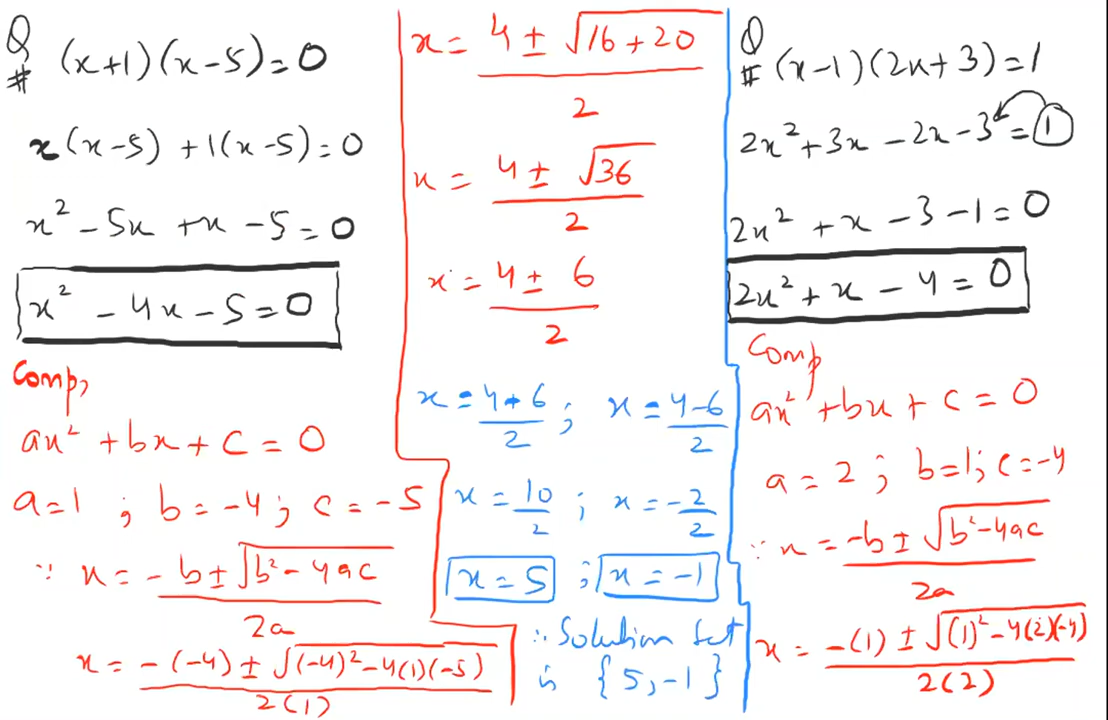 Q
# (x+1)(x-5)=0
x(x-5)+1(x-5)=0
x²-5x+x-5=0
x²-4x-5=0
Comp,
ax²+bx+c=0
a=1; b=-4; c=-5
∵ x=(-b±√(b²-4ac))/2a
x=(-(-4)±√((-4)²-4(1)(-5)))/2(1)
x=(4±√(16+20))/2
x=(4±√36)/2
x=(4±6)/2
x=(4+6)/2; x=(4-6)/2
x=10/2; x=-2/2
x=5; x=-1
∴ Solution Set
is {5,-1}
Q
# (x-1)(2x+3)=1
2x²+3x-2x-3=1
2x²+x-3-1=0
2x²+x-4=0
Comp
ax²+bx+c=0
a=2; b=1; c=-4
∵ x=(-b±√(b²-4ac))/2a
x=(-(1)±√((1)²-4(2)(-4)))/2(2)